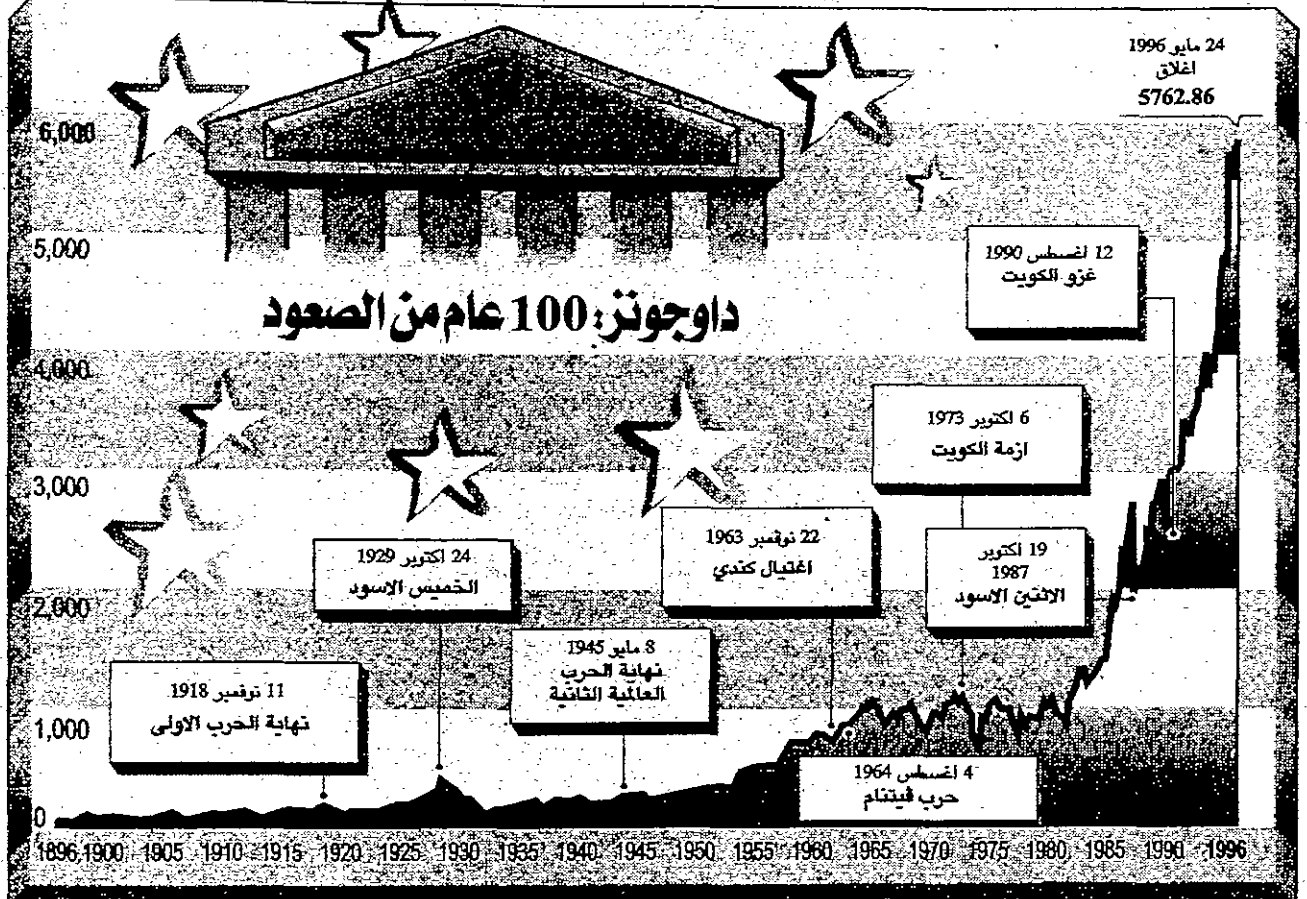 24 مايو 1996
اغلاق
5762.86
6,000
5,000
4,000
3,000
2,000
1,000
0
داوجونز: 100 عام من الصعود
12 اغسطس 1990
غزو الكويت
6 اكتوبر 1973
ازمة الكويت
19 اكتوبر
1987
الاثنين الاسود
22 نوفمبر 1963
اغتيال كندي
24 اكتوبر 1929
الخميس الاسود
8 مايو 1945
نهاية الحرب
العالمية الثانية
11 نوفمبر 1918
نهاية الحرب الاولى
4 اغسطس 1964
حرب فيتنام
1896 1900 1905 1910 1915 1920 1925 1930 1935 1940 1945 1950 1955 1960 1965 1970 1975 1980 1985 1990 1996